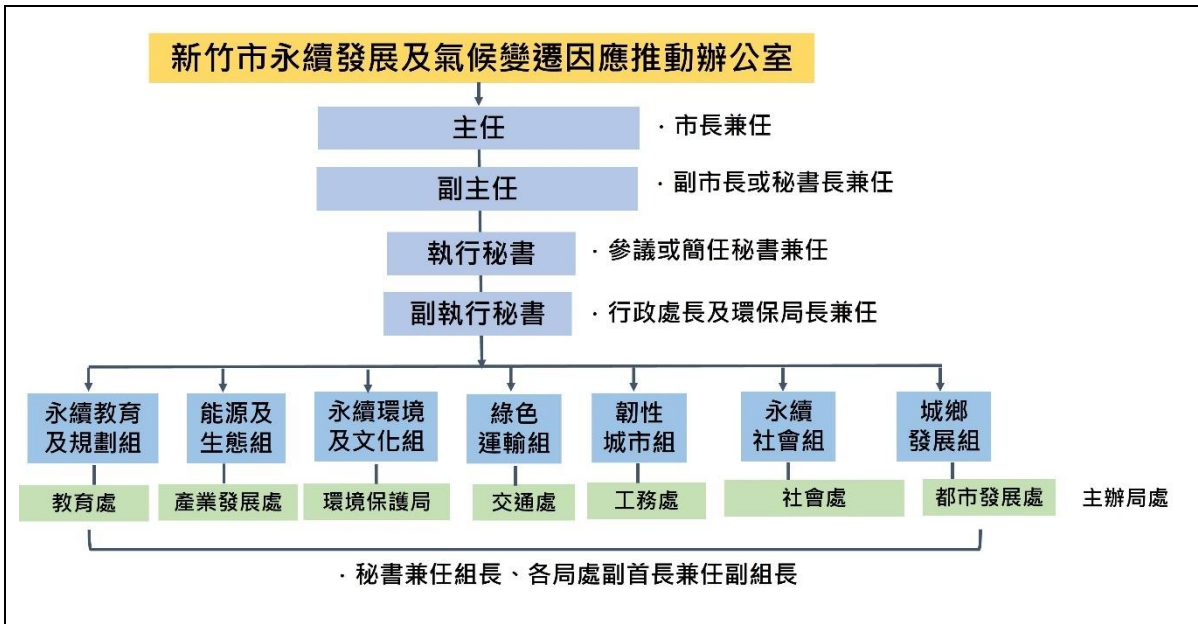 新竹市永續發展及氣候變遷因應推動辦公室
主任
．市長兼任
副主任
．副市長或秘書長兼任
執行秘書
．參議或簡任秘書兼任
副執行秘書
．行政處長及環保局長兼任
永續教育
及規劃組
能源及
生態組
永續環境
及文化組
綠色
運輸組
韌性
城市組
永續
社會組
城鄉
發展組
教育處
產業發展處
環境保護局
交通處
工務處
社會處
都市發展處
主辦局處
．秘書兼任組長、各局處副首長兼任副組長